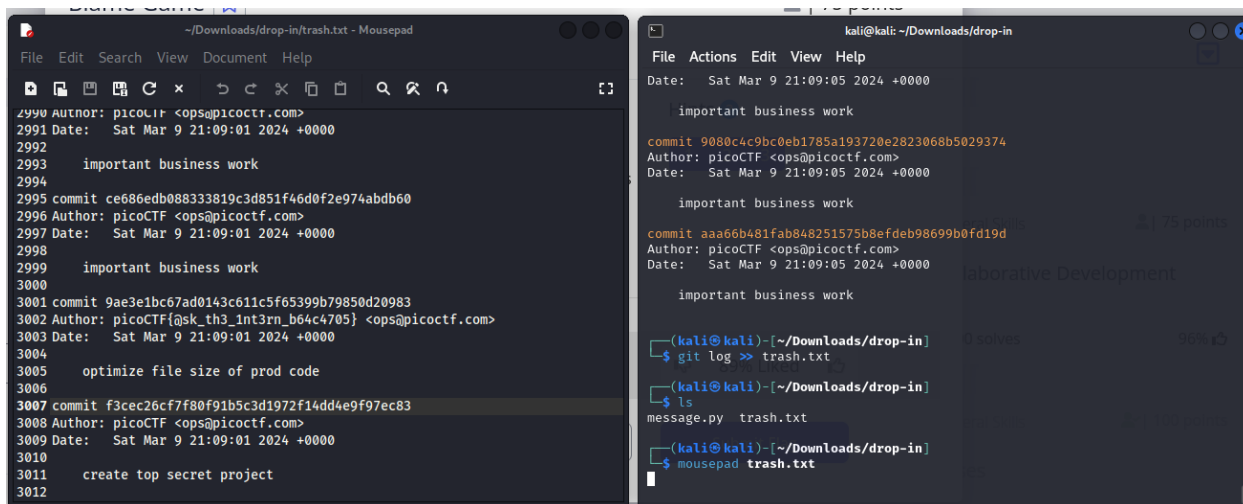 Blame Game
75 points
~/Downloads/drop-in/trash.txt - Mousepad
File Edit Search View Document Help
2990 Author: picoCTF <ops@picoctf.com>
2991 Date:   Sat Mar 9 21:09:01 2024 +0000
2992
2993     important business work
2994
2995 commit ce686edb088333819c3d851f46d0f2e974abdb60
2996 Author: picoCTF <ops@picoctf.com>
2997 Date:   Sat Mar 9 21:09:01 2024 +0000
2998
2999     important business work
3000
3001 commit 9ae3e1bc67ad0143c611c5f65399b79850d20983
3002 Author: picoCTF{@sk_th3_1nt3rn_b64c4705} <ops@picoctf.com>
3003 Date:   Sat Mar 9 21:09:01 2024 +0000
3004
3005     optimize file size of prod code
3006
3007 commit f3cec26cf7f80f91b5c3d1972f14dd4e9f97ec83
3008 Author: picoCTF <ops@picoctf.com>
3009 Date:   Sat Mar 9 21:09:01 2024 +0000
3010
3011     create top secret project
3012
kali@kali: ~/Downloads/drop-in
File Actions Edit View Help
Date:   Sat Mar 9 21:09:05 2024 +0000
    important business work
commit 9080c4c9bc0eb1785a193720e2823068b5029374
Author: picoCTF <ops@picoctf.com>
Date:   Sat Mar 9 21:09:05 2024 +0000
    important business work
commit aaa66b481fab848251575b8efdeb98699b0fd19d
Author: picoCTF <ops@picoctf.com>
Date:   Sat Mar 9 21:09:05 2024 +0000
    important business work
┌──(kali㉿kali)-[~/Downloads/drop-in]
└─$ git log >> trash.txt
┌──(kali㉿kali)-[~/Downloads/drop-in]
└─$ ls
message.py  trash.txt
┌──(kali㉿kali)-[~/Downloads/drop-in]
└─$ mousepad trash.txt
75 points
Development
96%
89% Liked